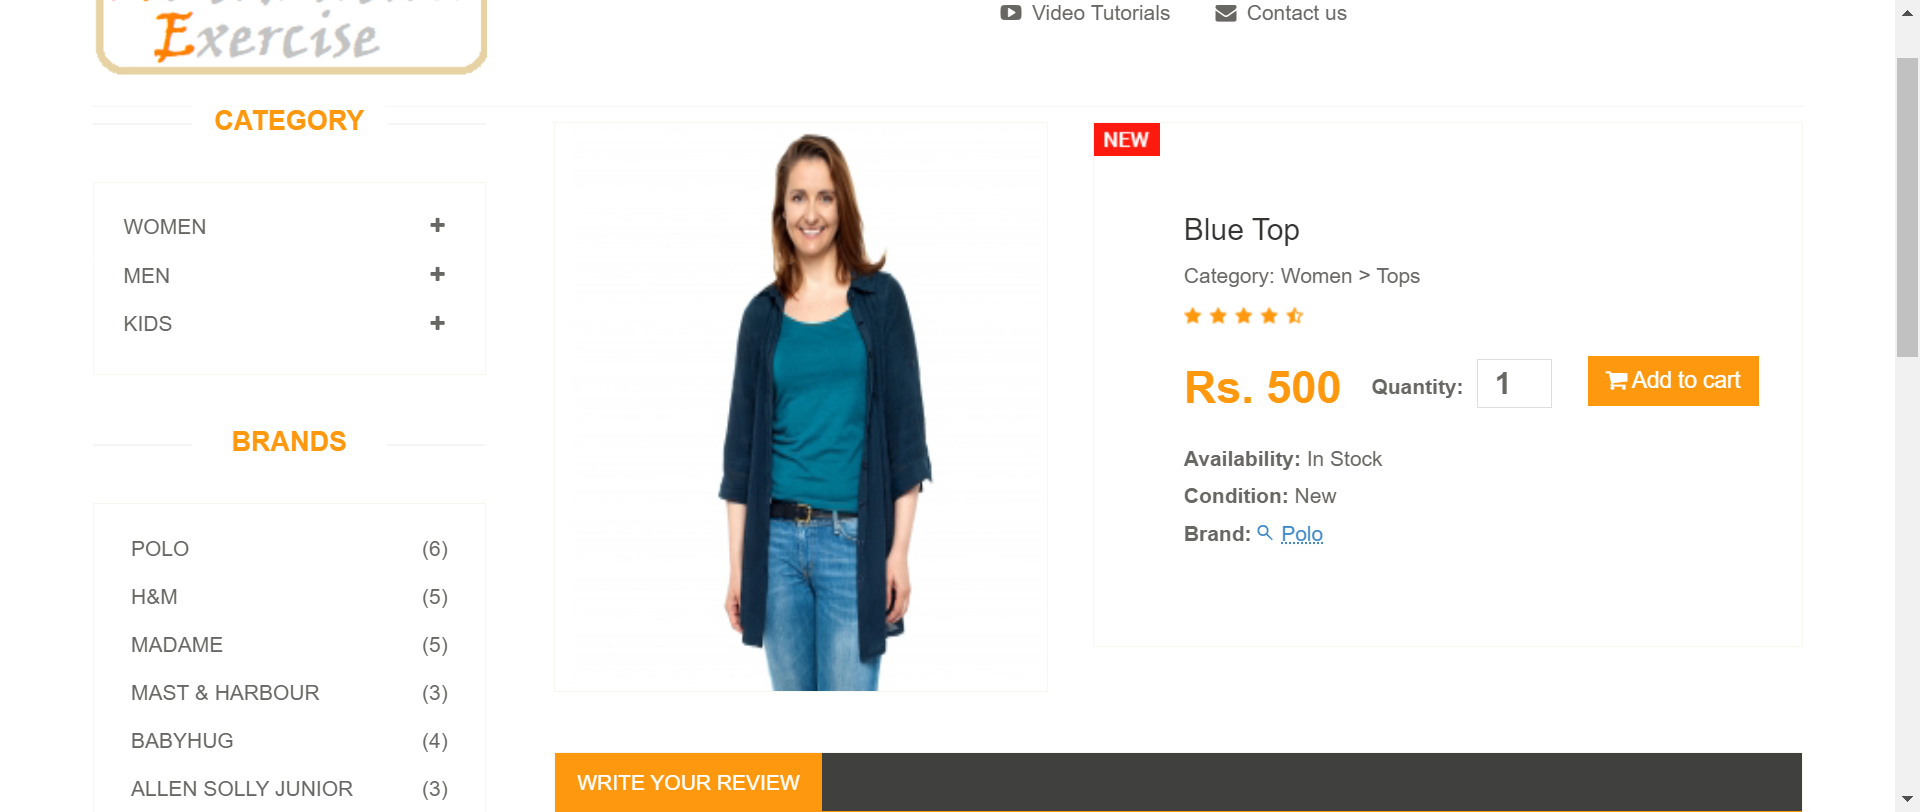 Exercise
Video Tutorials
Contact us
CATEGORY
WOMEN
MEN
KIDS
BRANDS
POLO (6)
H&M (5)
MADAME (5)
MAST & HARBOUR (3)
BABYHUG (4)
ALLEN SOLLY JUNIOR (3)
NEW
Blue Top
Category: Women > Tops
Rs. 500 Quantity: 1 Add to cart
Availability: In Stock
Condition: New
Brand: Polo
WRITE YOUR REVIEW